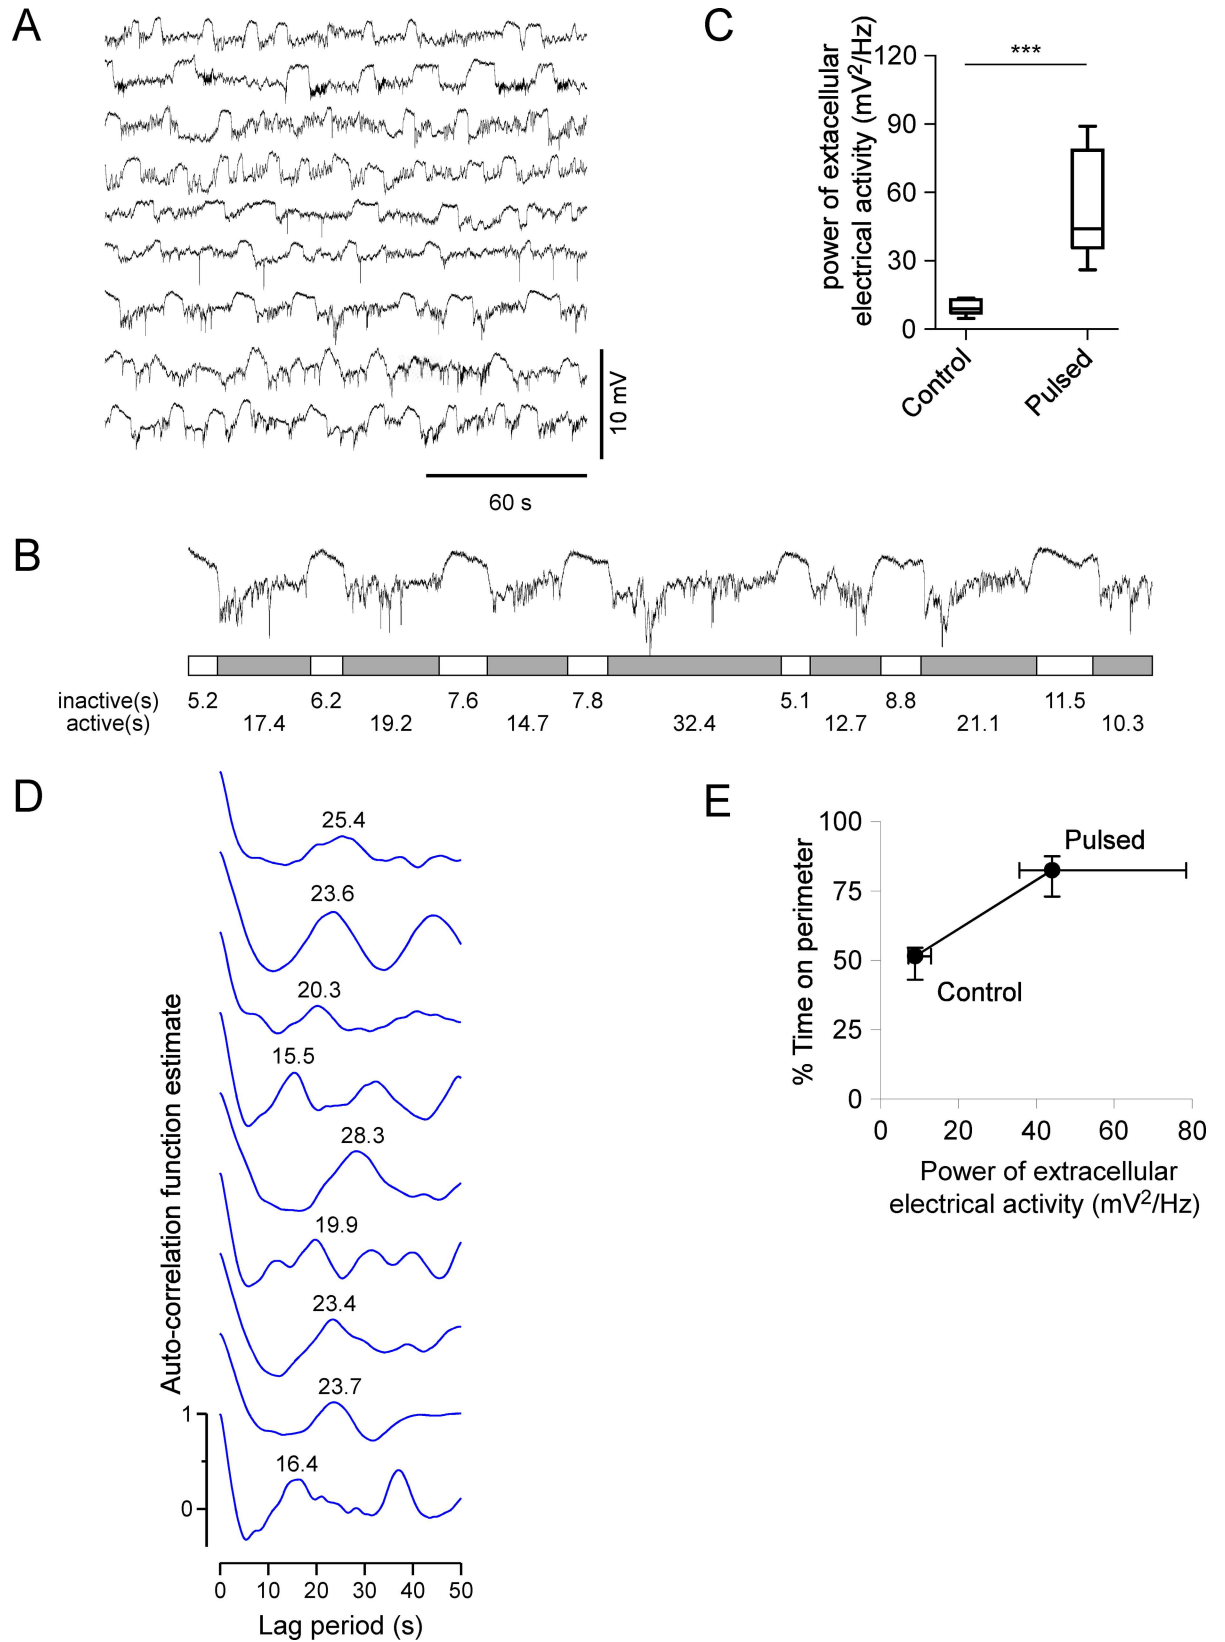 A
10 mV
60 s
B
inactive(s) 5.2 6.2 7.6 7.8 5.1 8.8 11.5
active(s) 17.4 19.2 14.7 32.4 12.7 21.1 10.3
C
power of extacellular
electrical activity (mV²/Hz)
120
90
60
30
0
***
Control
Pulsed
D
Auto-correlation function estimate
25.4
23.6
20.3
15.5
28.3
19.9
23.4
23.7
16.4
1
0
0 10 20 30 40 50
Lag period (s)
E
% Time on perimeter
100
75
50
25
0
Pulsed
Control
0 20 40 60 80
Power of extracellular
electrical activity (mV²/Hz)